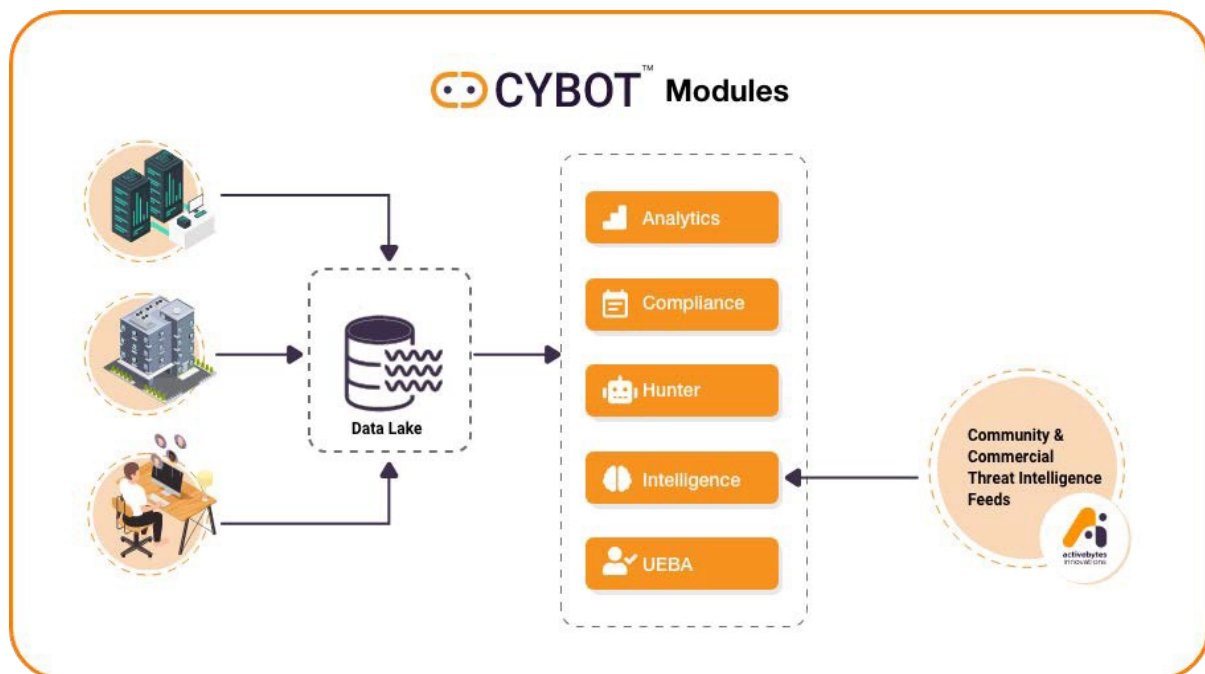 CYBOT™ Modules
Analytics
Compliance
Hunter
Intelligence
UEBA
Data Lake
Community &
Commercial
Threat Intelligence
Feeds
activebytes
innovations